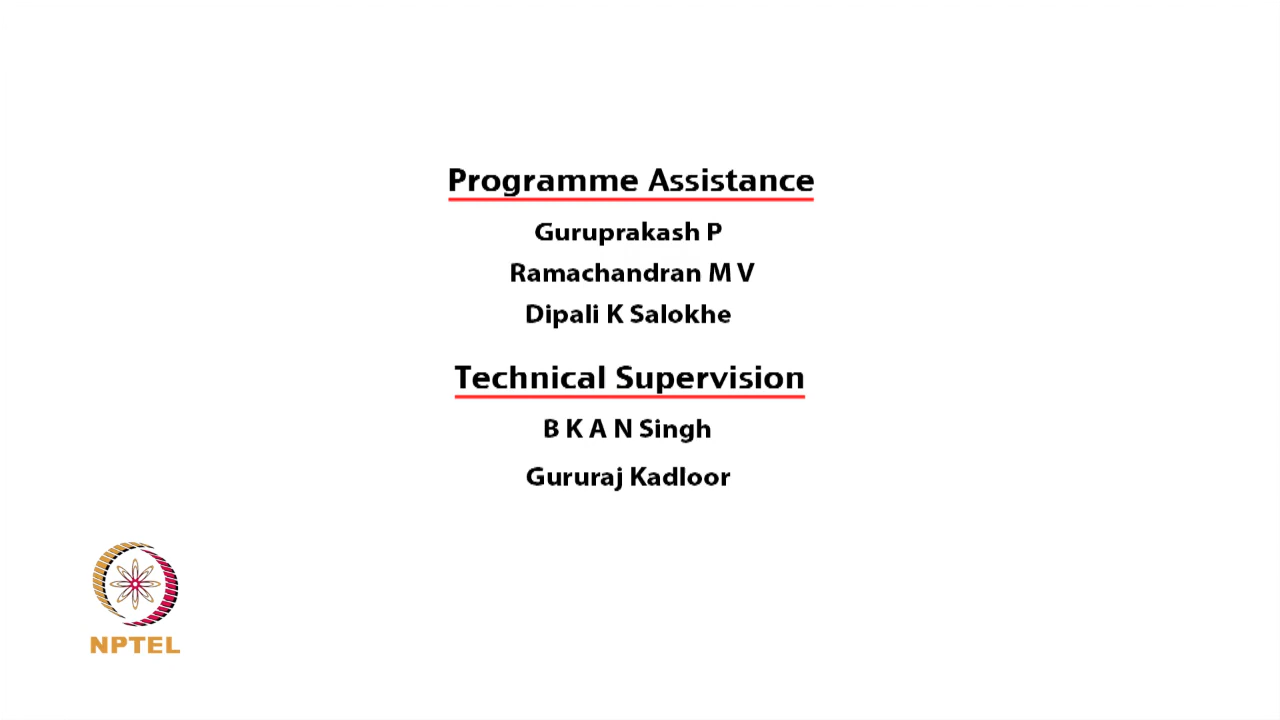 Programme Assistance
Guruprakash P
Ramachandran M V
Dipali K Salokhe
Technical Supervision
B K A N Singh
Gururaj Kadloor
NPTEL